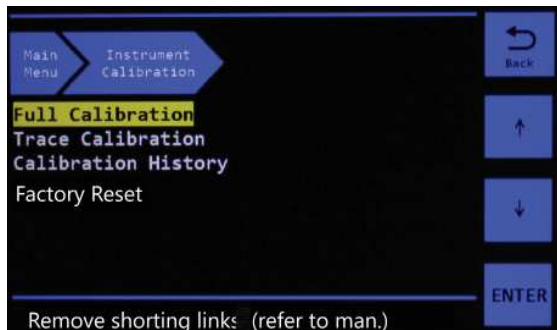 Main
Menu
Instrument
Calibration
Back
Full Calibration
Trace Calibration
Calibration History
Factory Reset
ENTER
Remove shorting links (refer to man.)